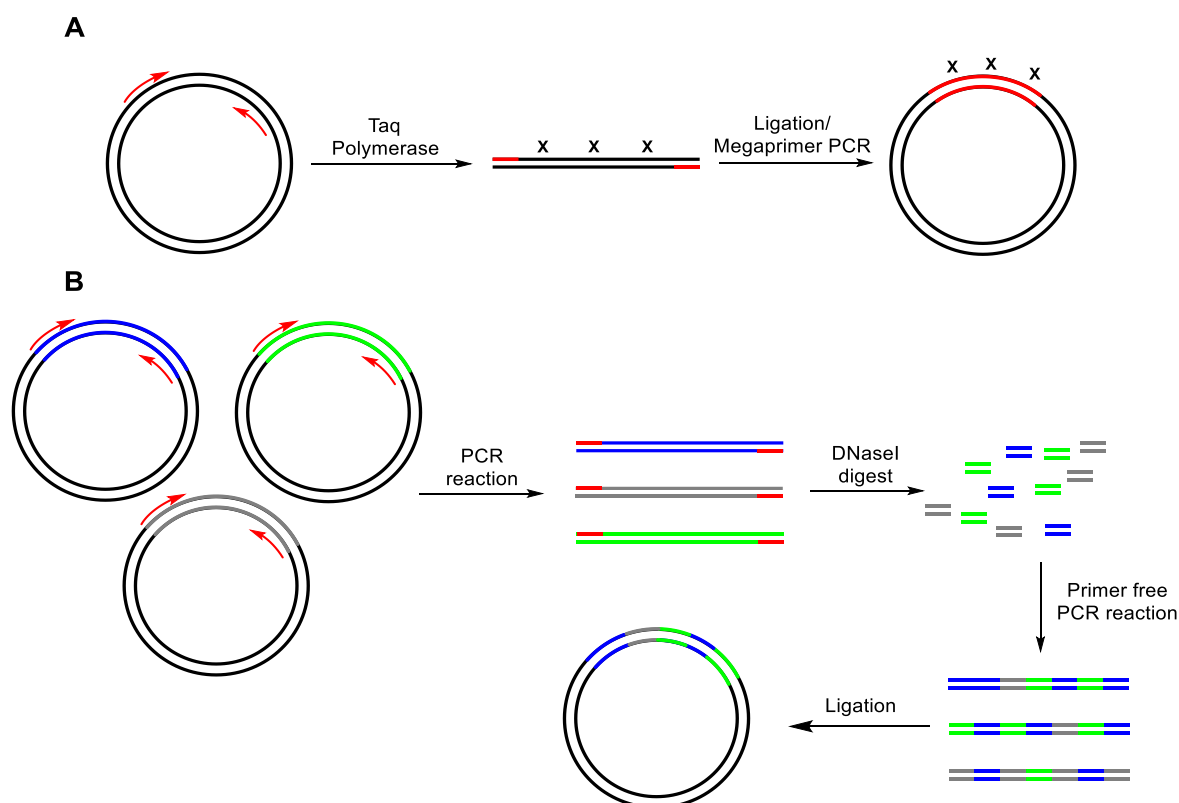 A
X X X
Taq
Polymerase
X X X
Ligation/
Megaprimer PCR
B
PCR
reaction
DNaseI
digest
Primer free
PCR reaction
Ligation